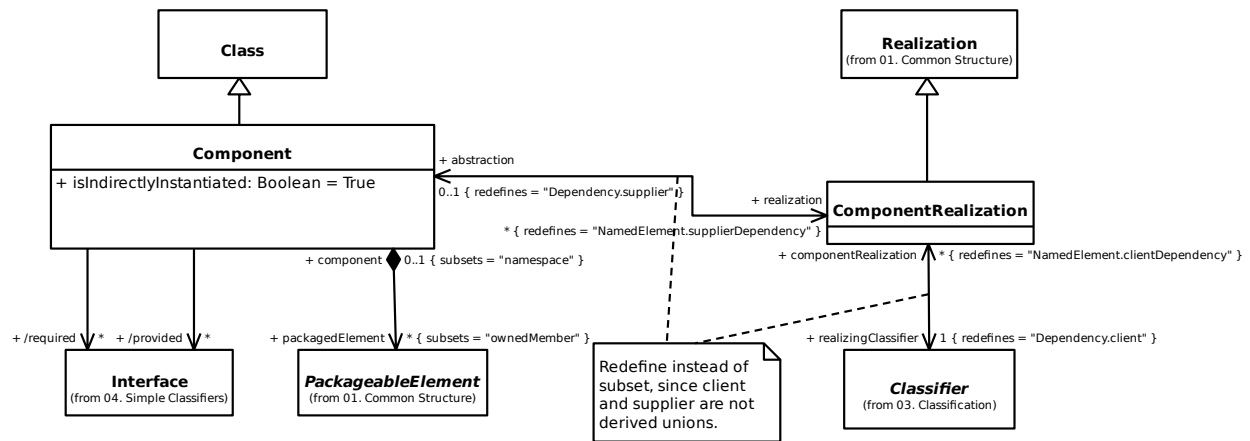 Class
Realization
(from 01. Common Structure)
Component
+ isIndirectlyInstantiated: Boolean = True
+ abstraction
0..1 { redefines = "Dependency.supplier" }
+ realization
* { redefines = "NamedElement.supplierDependency" }
ComponentRealization
+ component
0..1 { subsets = "namespace" }
+ componentRealization
* { redefines = "NamedElement.clientDependency" }
+ /required
*
+ /provided
*
+ packagedElement
* { subsets = "ownedMember" }
+ realizingClassifier
1 { redefines = "Dependency.client" }
Interface
(from 04. Simple Classifiers)
PackageableElement
(from 01. Common Structure)
Redefine instead of
subset, since client
and supplier are not
derived unions.
Classifier
(from 03. Classification)